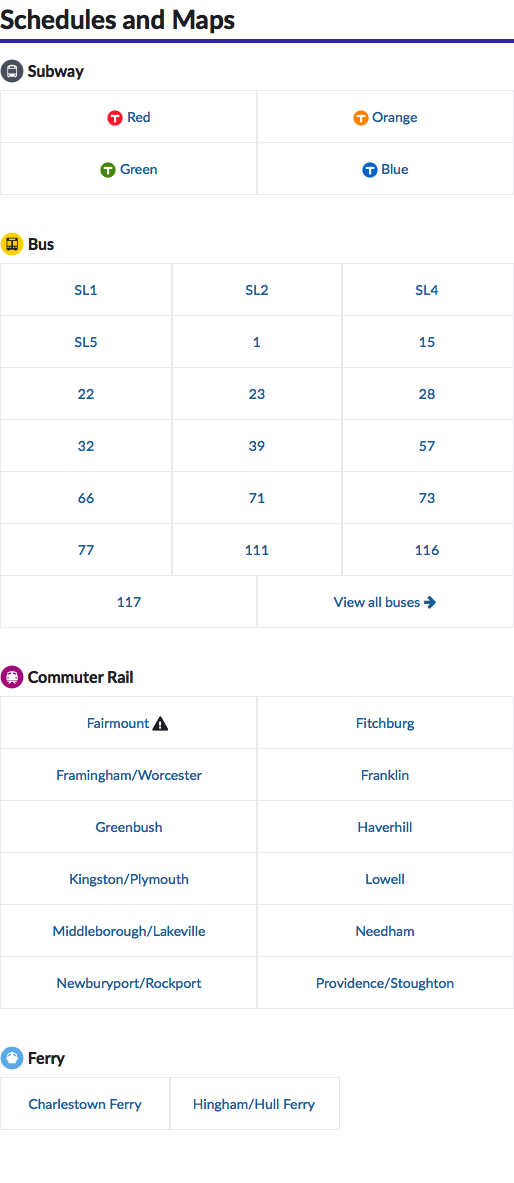 Schedules and Maps
Subway
T Red
T Orange
T Green
T Blue
Bus
SL1 SL2 SL4
SL5 1 15
22 23 28
32 39 57
66 71 73
77 111 116
117 View all buses
Commuter Rail
Fairmount Fitchburg
Framingham/Worcester Franklin
Greenbush Haverhill
Kingston/Plymouth Lowell
Middleborough/Lakeville Needham
Newburyport/Rockport Providence/Stoughton
Ferry
Charlestown Ferry Hingham/Hull Ferry